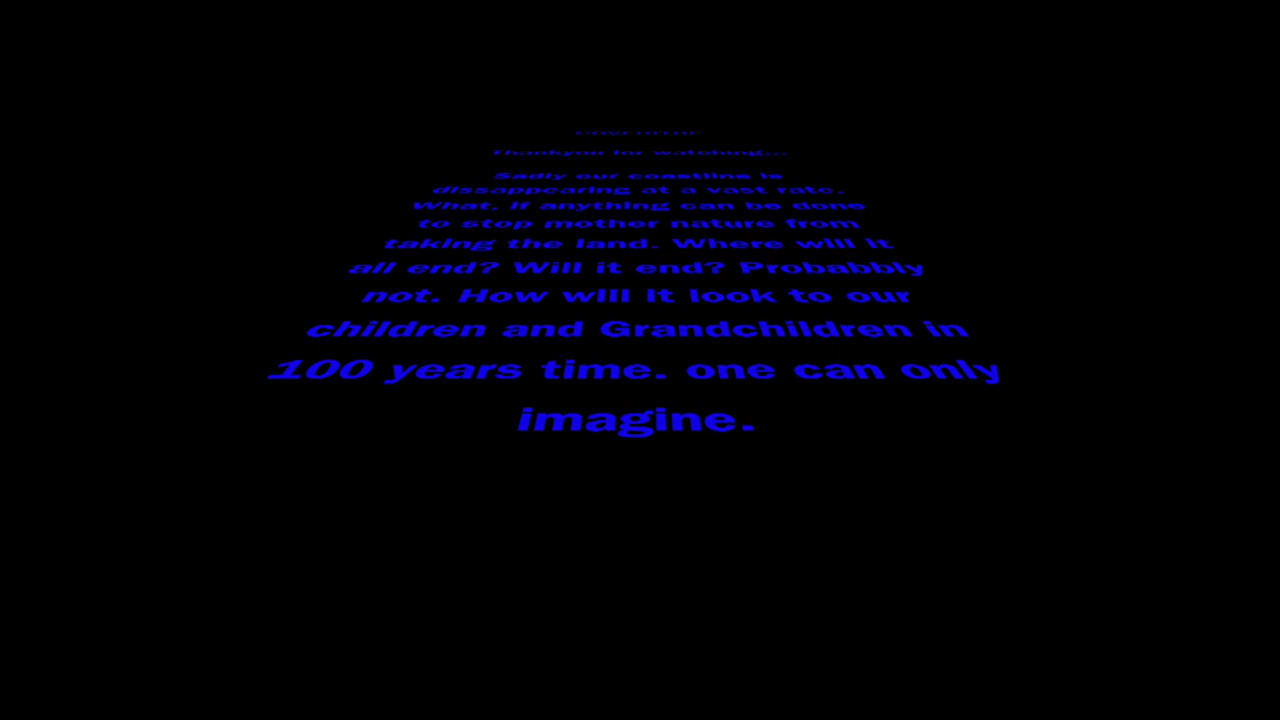 Thankyou for watching...
Sadly our coastline is
dissappearing at a vast rate.
What, if anything can be done
to stop mother nature from
taking the land. Where will it
all end? Will it end? Probabbly
not. How will it look to our
children and Grandchildren in
100 years time. one can only
imagine.